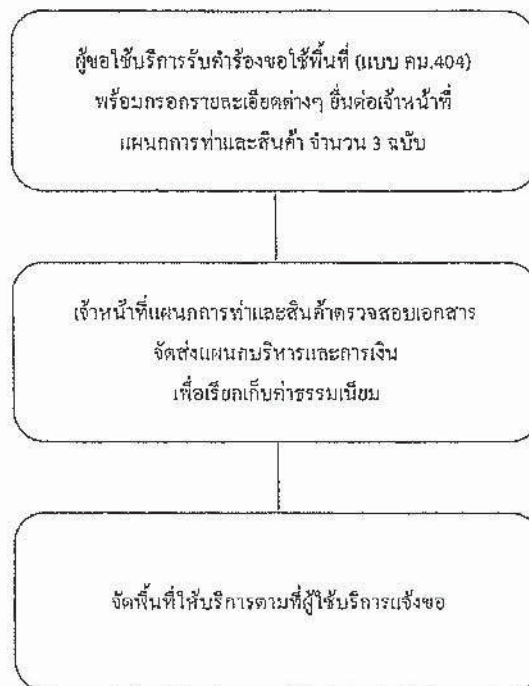 ผู้ขอใช้บริการรับคำร้องขอใช้พื้นที่ (แบบ คม.404)
พร้อมกรอกรายละเอียดต่างๆ ยื่นต่อเจ้าหน้าที่
แผนกการท่าและสินค้า จำนวน 3 ฉบับ
เจ้าหน้าที่แผนกการท่าและสินค้าตรวจสอบเอกสาร
จัดส่งแผนกบริหารและการเงิน
เพื่อเรียกเก็บค่าธรรมเนียม
จัดพื้นที่ให้บริการตามที่ผู้ใช้บริการแจ้งขอ